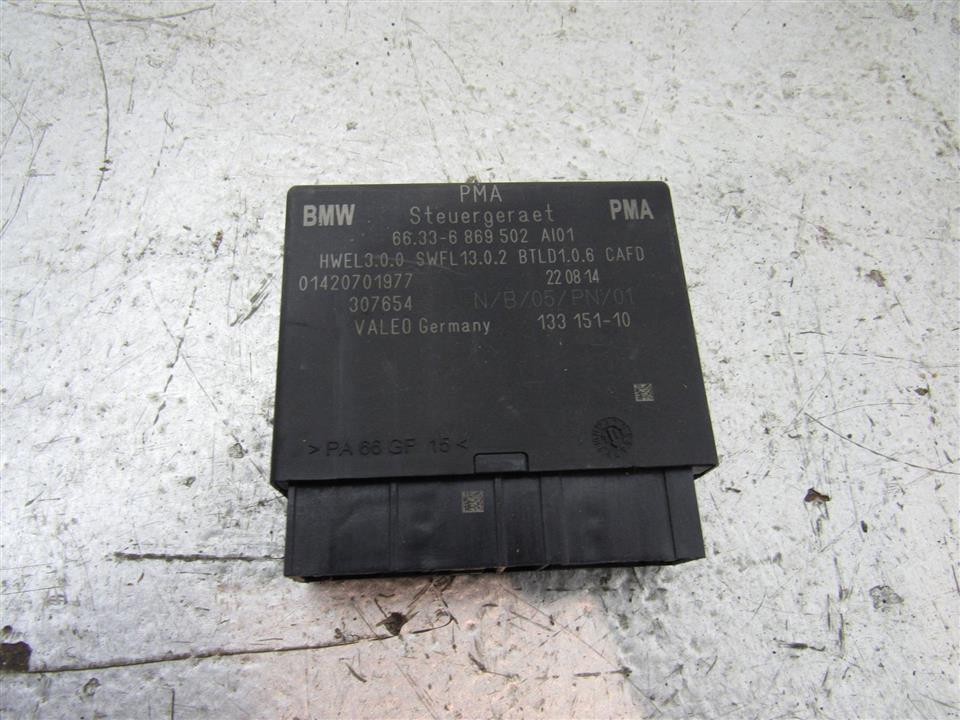 PMA
BMW Steuergeraet PMA
66.33-6 869 502 AI01
HWEL3.0.0 SWFL13.0.2 BTLD1.0.6 CAFD
01420701977 22 08 14
307654 N/B/05/PN/01
VALEO Germany 133 151-10
>PA 66 GF 15<